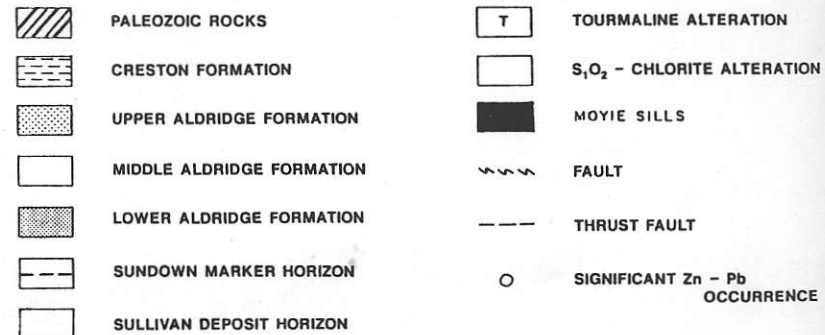 PALEOZOIC ROCKS
CRESTON FORMATION
UPPER ALDRIDGE FORMATION
MIDDLE ALDRIDGE FORMATION
LOWER ALDRIDGE FORMATION
SUNDOWN MARKER HORIZON
SULLIVAN DEPOSIT HORIZON
T TOURMALINE ALTERATION
S₁O₂ – CHLORITE ALTERATION
MOYIE SILLS
FAULT
THRUST FAULT
SIGNIFICANT Zn – Pb
OCCURRENCE